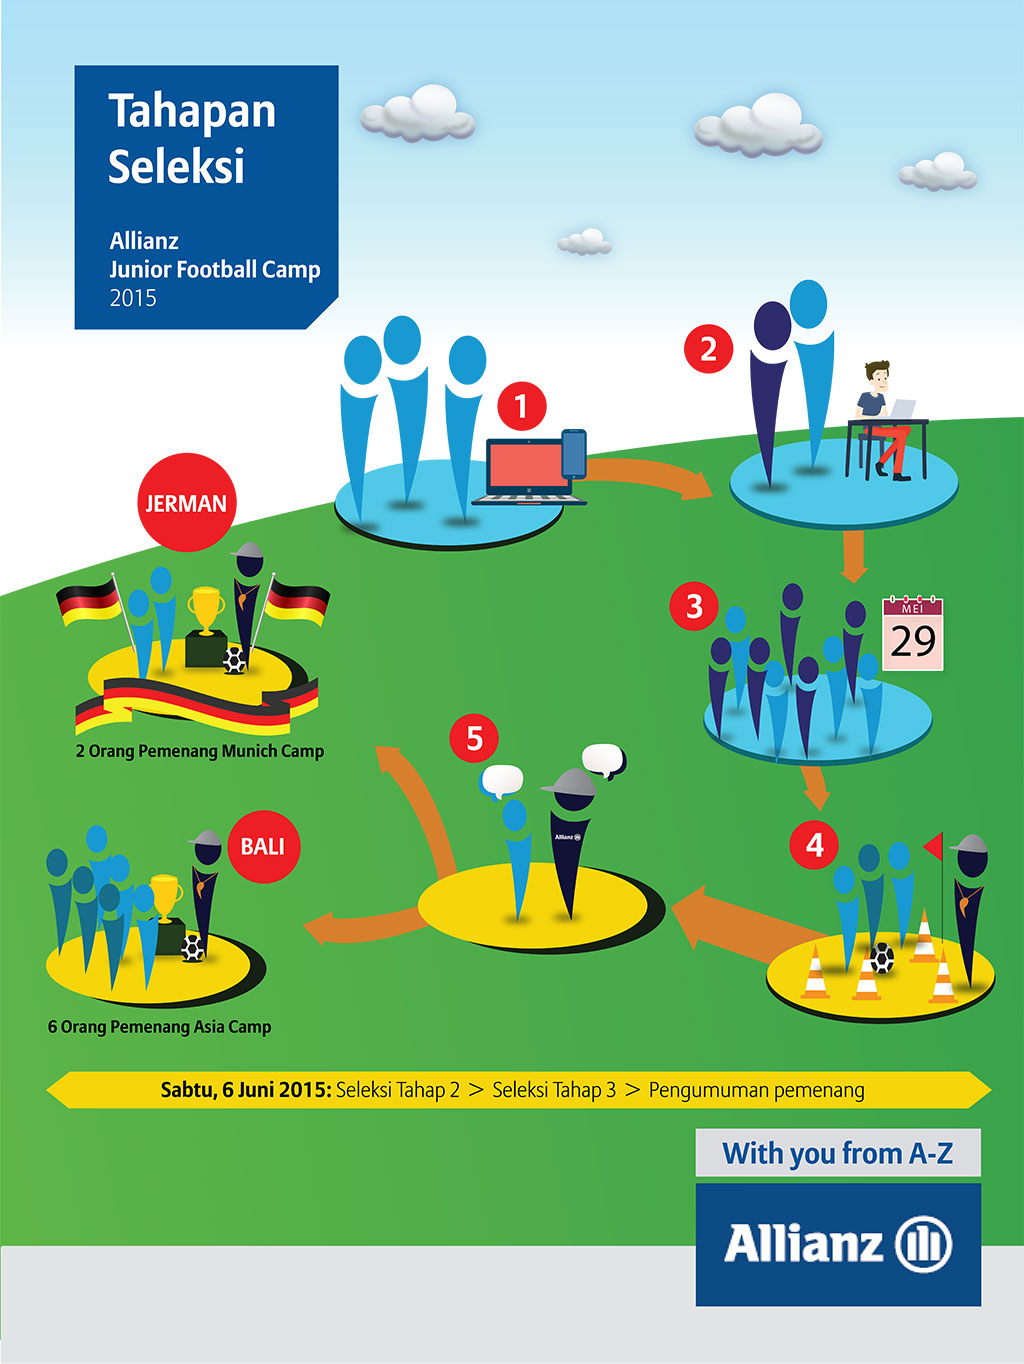 Tahapan
Seleksi
Allianz
Junior Football Camp
2015
1
2
JERMAN
2 Orang Pemenang Munich Camp
3
MEI
29
5
Allianz
4
BALI
6 Orang Pemenang Asia Camp
Sabtu, 6 Juni 2015: Seleksi Tahap 2 > Seleksi Tahap 3 > Pengumuman pemenang
With you from A-Z
Allianz